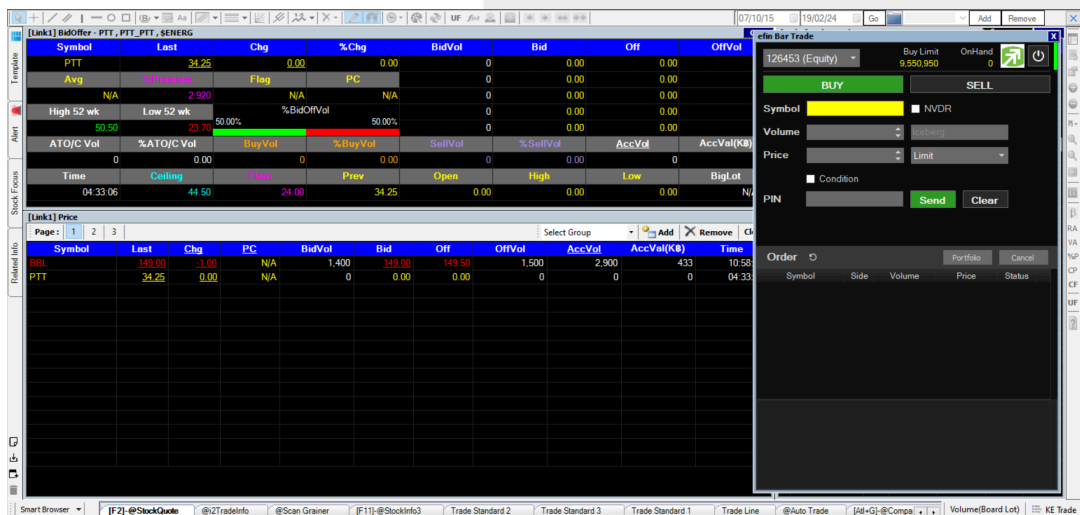 UF f(x) 07/10/15 19/02/24 Go Add Remove
[Link1] BidOffer - PTT , PTT_PTT , $ENERG
Symbol Last Chg %Chg BidVol Bid Off OffVol
PTT 34.25 0.00 0.00 0 0.00 0.00
Avg Flag PC 0 0.00 0.00
N/A 2.920 N/A N/A 0 0.00 0.00
High 52 wk Low 52 wk %BidOffVol 0 0.00 0.00
50.50 23.70 50.00% 50.00% 0 0.00 0.00
ATO/C Vol %ATO/C Vol BuyVol %BuyVol SellVol %SellVol AccVol AccVal(KB)
0 0.00 0 0.00 0 0.00 0
Time Ceiling Floor Prev Open High Low BigLot
04:33:06 44.50 24.00 34.25 0.00 0.00 0.00 N/
[Link1] Price
Page : 1 2 3 Select Group Add Remove Cl
Symbol Last Chg PC BidVol Bid Off OffVol AccVol AccVal(KB) Time
BBL 149.00 -1.00 N/A 1,400 149.00 149.50 1,500 2,900 433 10:58:
PTT 34.25 0.00 N/A 0 0.00 0.00 0 0 0 04:33:
Template
Alert
Stock Focus
Related Info
efin Bar Trade X
126453 (Equity) Buy Limit OnHand
9,550,950 0
BUY SELL
Symbol NVDR
Volume Iceberg
Price Limit
Condition
PIN Send Clear
Order Portfolio Cancel
Symbol Side Volume Price Status
RA
VA
%P
CP
CF
UF
Smart Browser [F2]-@StockQuote @i2TradeInfo @Scan Grainer [F11]-@StockInfo3 Trade Standard 2 Trade Standard 3 Trade Standard 1 Trade Line @Auto Trade [Atl+G]-@Compa Volume(Board Lot) KE Trade